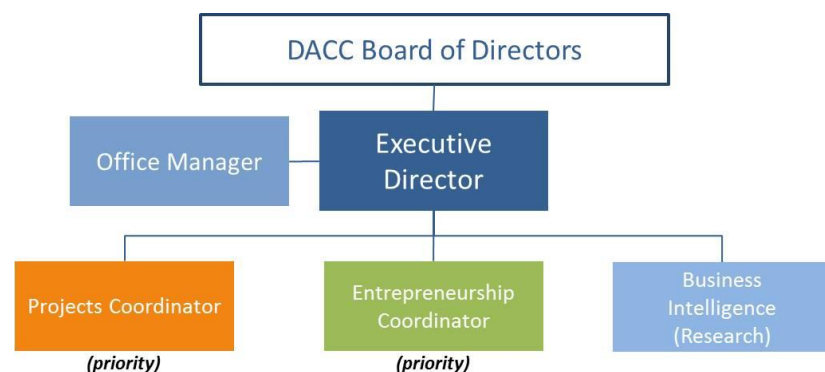 DACC Board of Directors
Executive
Director
Office Manager
Projects Coordinator
Entrepreneurship
Coordinator
Business
Intelligence
(Research)
(priority)
(priority)